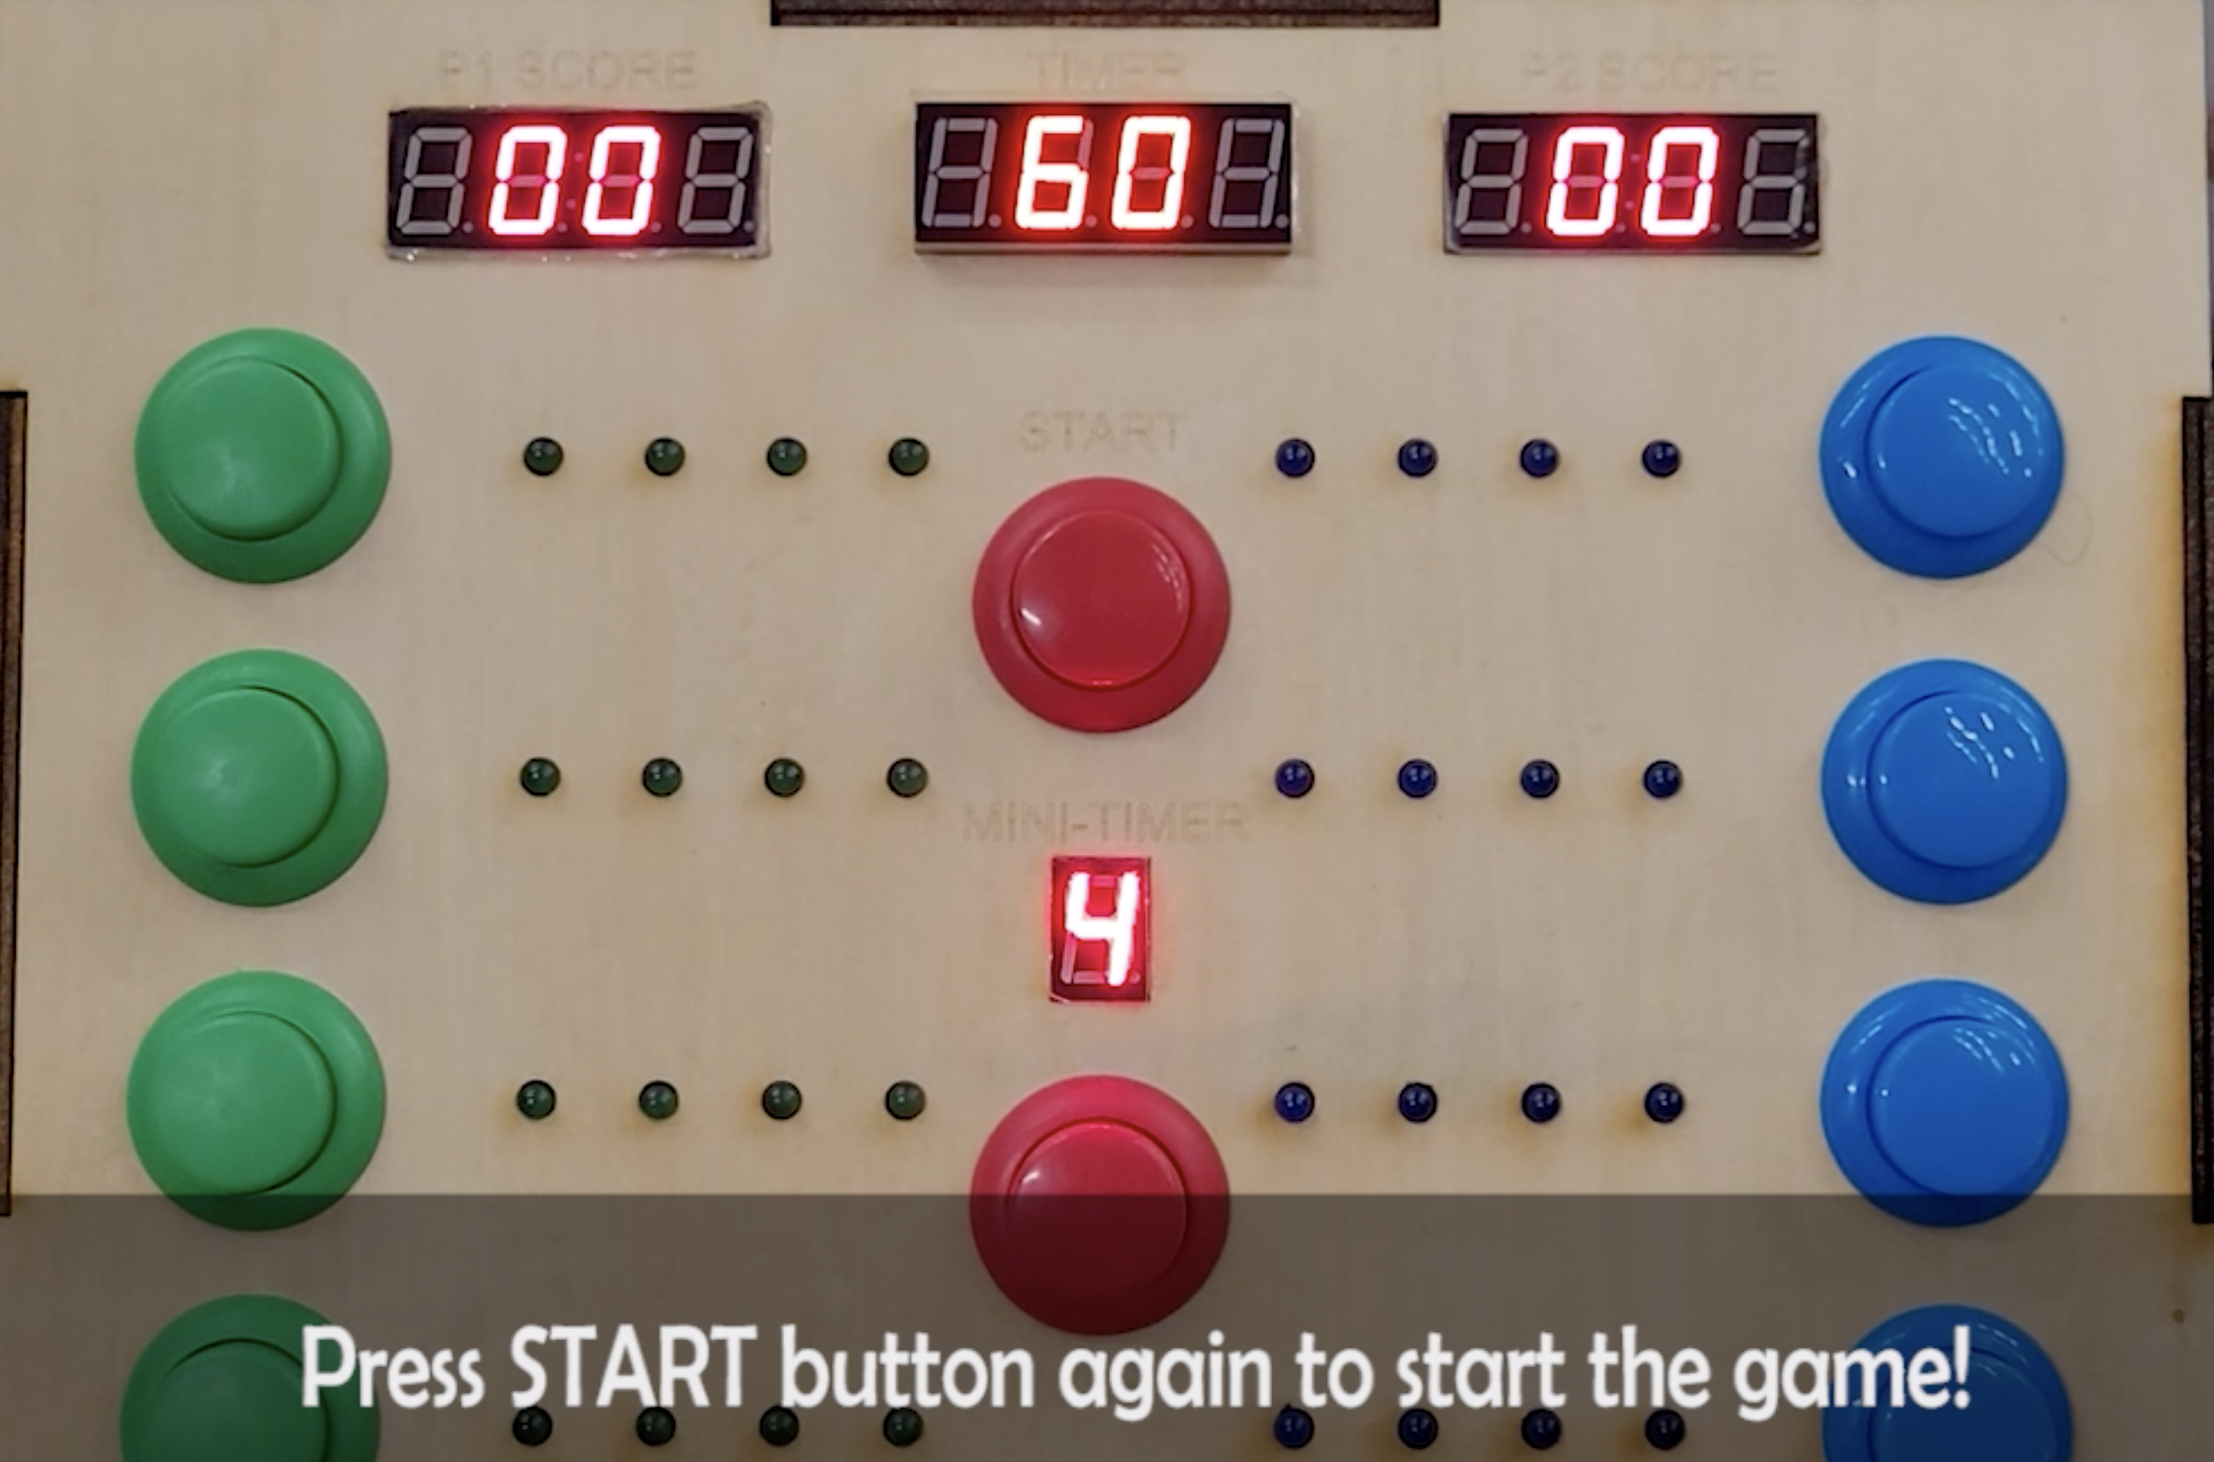 P1 SCORE TIMER P2 SCORE
00 60 00
START
MINI-TIMER
4
Press START button again to start the game!